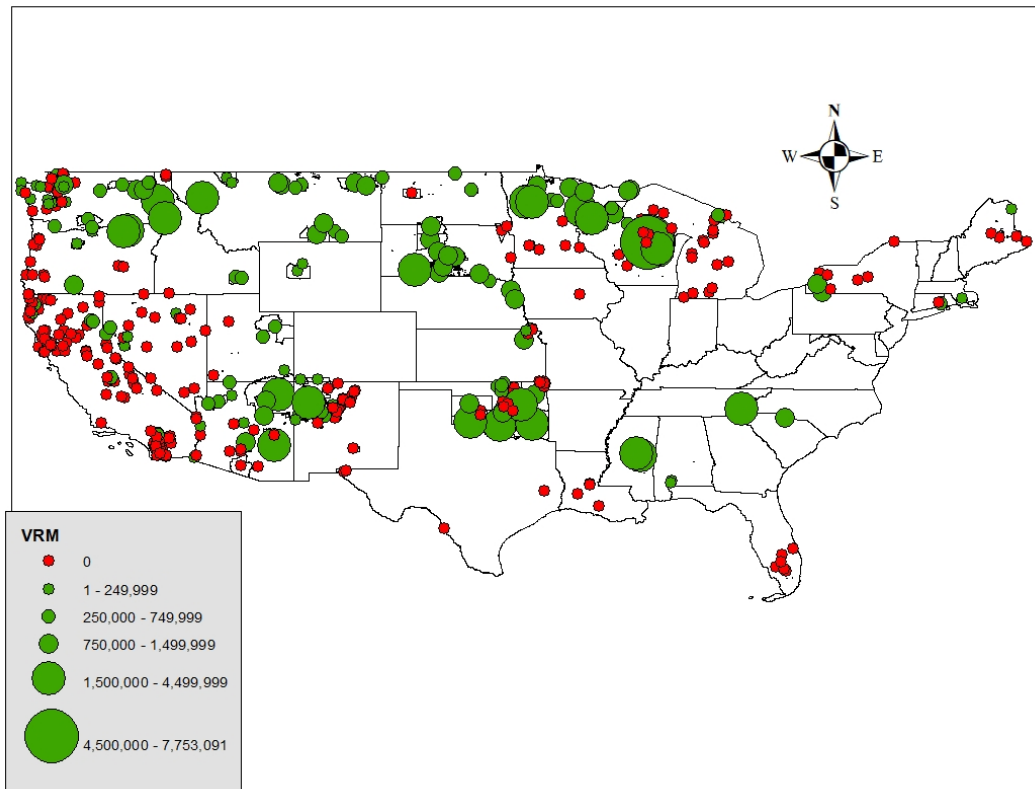 N
W E
S
VRM
0
1 - 249,999
250,000 - 749,999
750,000 - 1,499,999
1,500,000 - 4,499,999
4,500,000 - 7,753,091